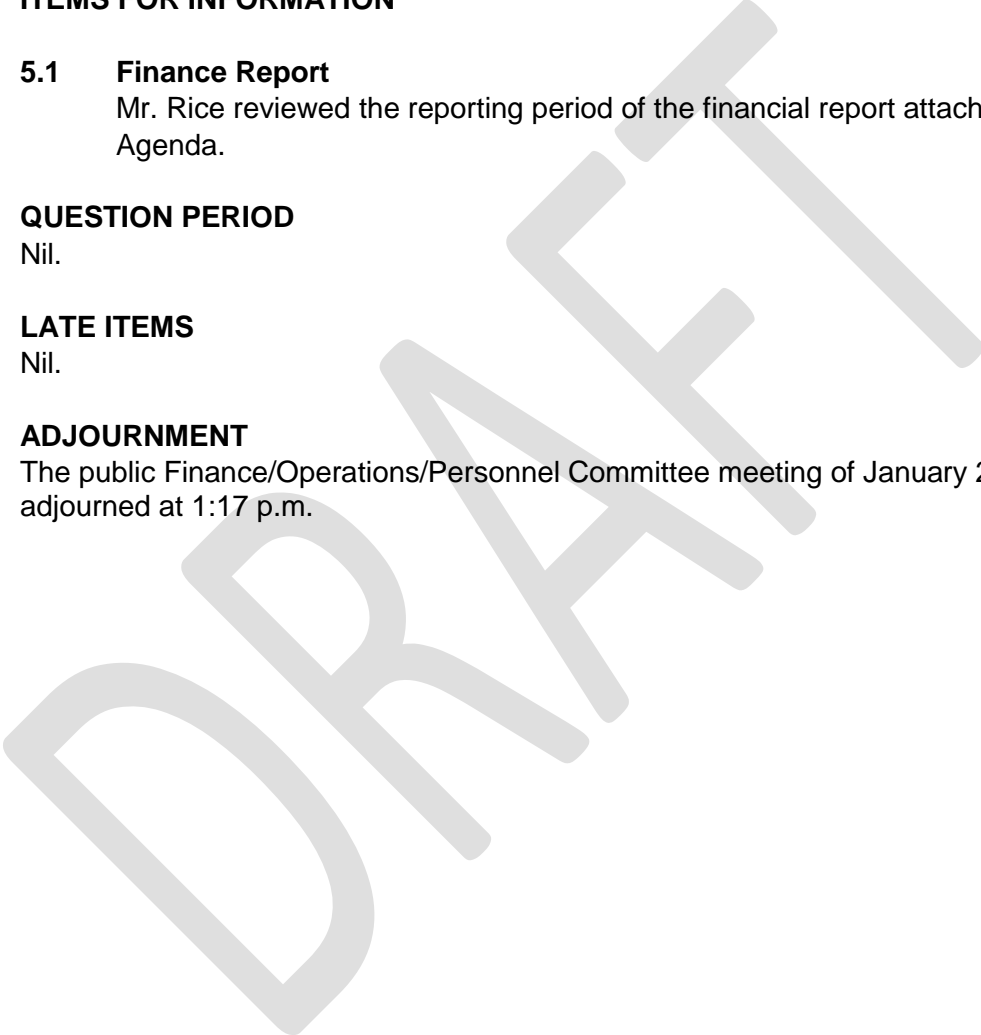 ITEMS FOR INFORMATION
5.1 Finance Report
Mr. Rice reviewed the reporting period of the financial report attach
Agenda.
QUESTION PERIOD
Nil.
LATE ITEMS
Nil.
ADJOURNMENT
The public Finance/Operations/Personnel Committee meeting of January 2
adjourned at 1:17 p.m.
DRAFT